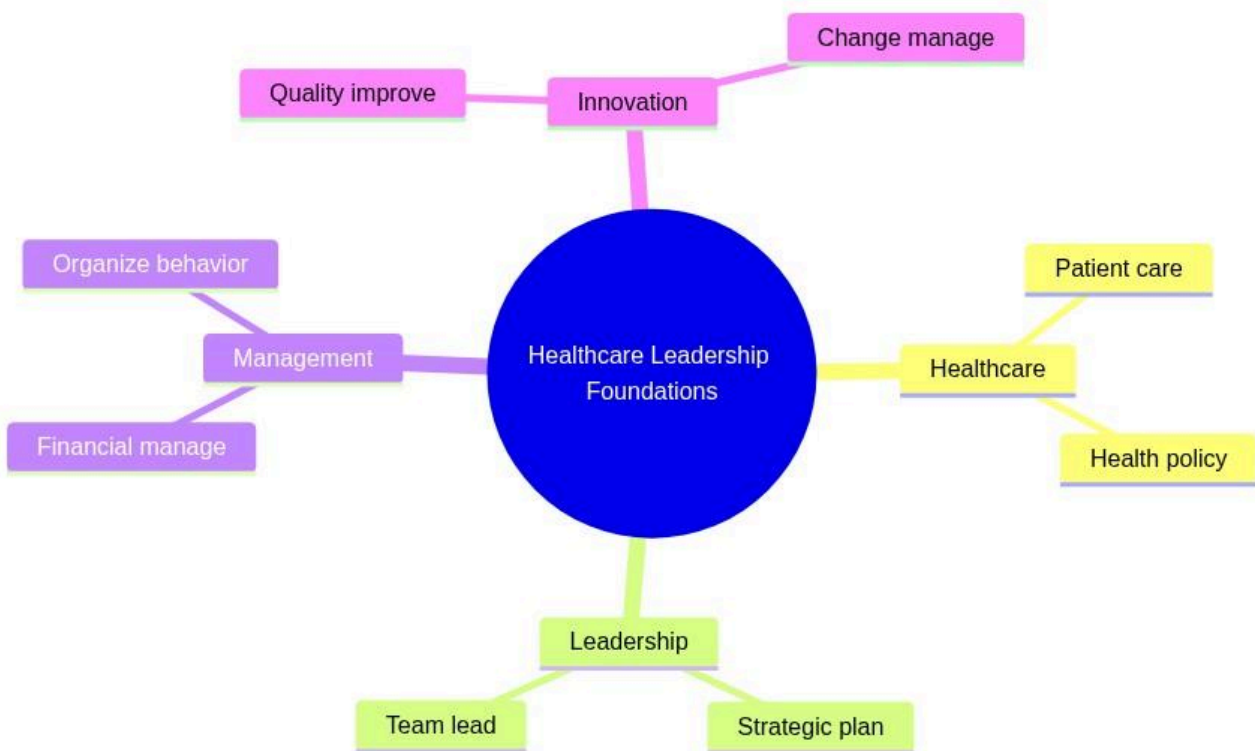 Change manage
Quality improve
Innovation
Organize behavior
Patient care
Management
Healthcare Leadership
Foundations
Healthcare
Financial manage
Health policy
Leadership
Team lead
Strategic plan